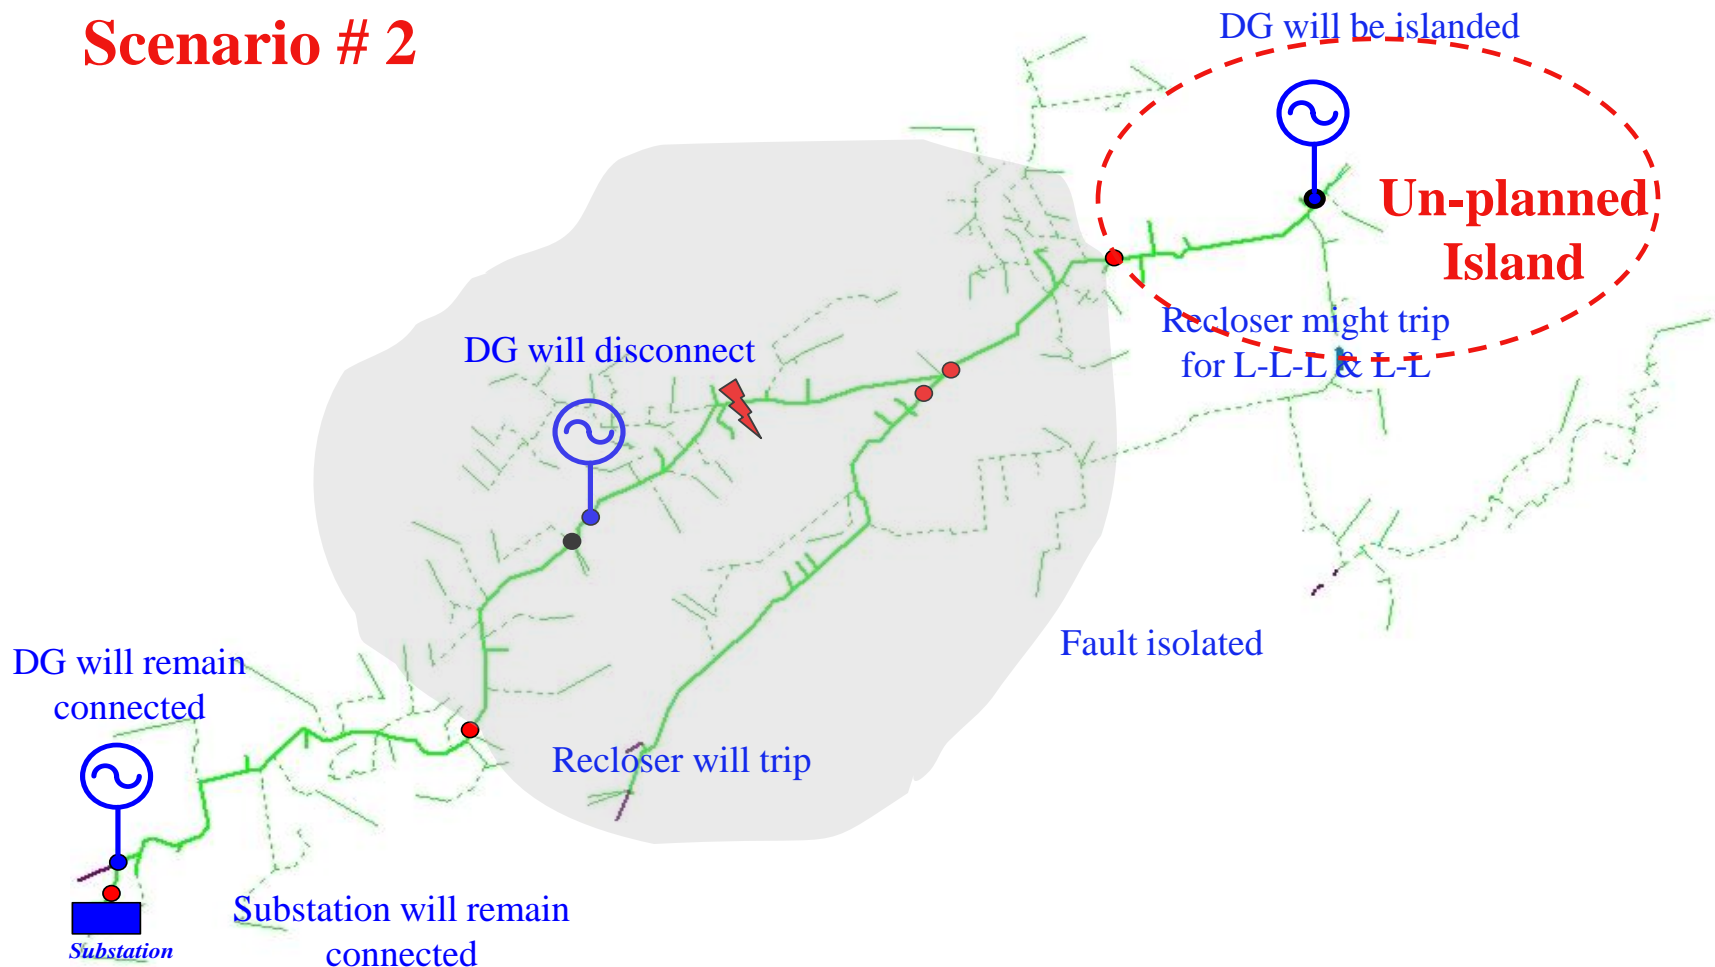 Scenario # 2
DG will be islanded
Un-planned
Island
Recloser might trip
for L-L-L & L-L
DG will disconnect
Fault isolated
DG will remain
connected
Recloser will trip
Substation will remain
connected
Substation